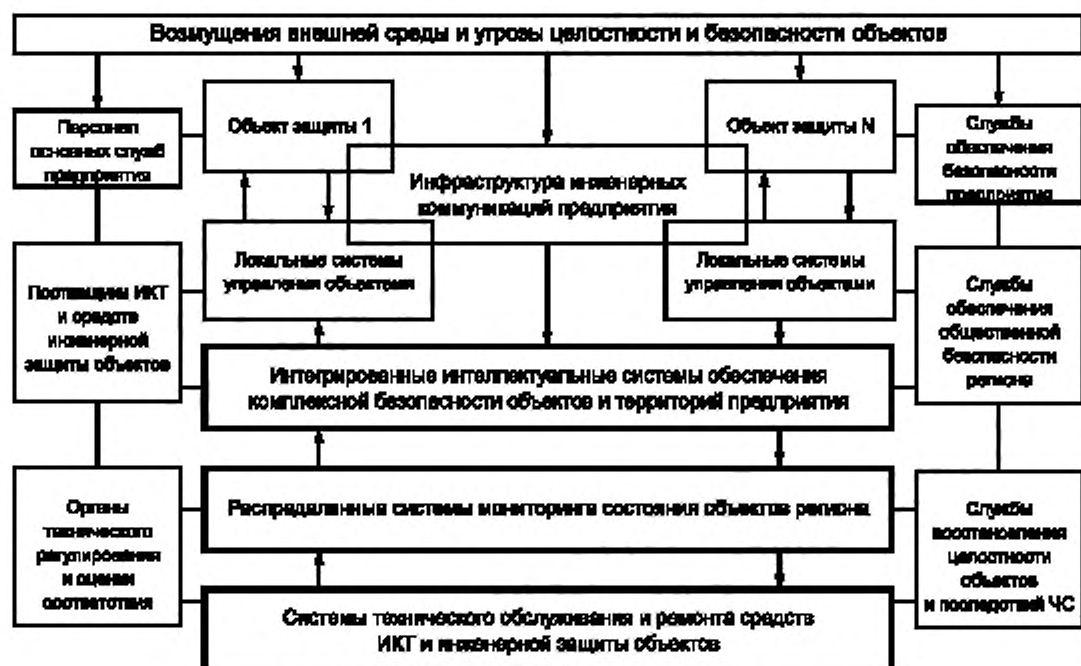 Возмущения внешней среды и угрозы целостности и безопасности объектов
Персонал
основных служб
предприятия
Объект защиты 1
Объект защиты N
Службы
обеспечения
безопасности
предприятия
Инфраструктура инженерных
коммуникаций предприятия
Поставщики ИКТ
и средств
инженерной
защиты объектов
Локальные системы
управления объектами
Локальные системы
управления объектами
Службы
обеспечения
общественной
безопасности
региона
Интегрированные интеллектуальные системы обеспечения
комплексной безопасности объектов и территорий предприятия
Органы
технического
регулирования
и оценки
соответствия
Распределенные системы мониторинга состояния объектов региона
Службы
восстановления
целостности
объектов
и последствий ЧС
Системы технического обслуживания и ремонта средств
ИКТ и инженерной защиты объектов